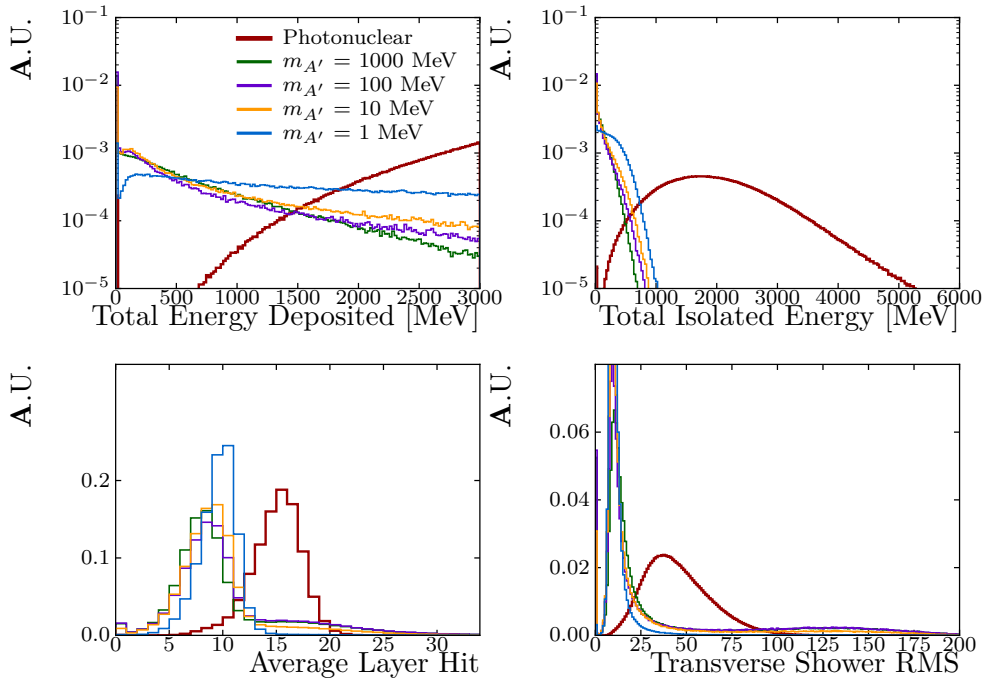 A.U.
10⁻¹
10⁻²
10⁻³
10⁻⁴
10⁻⁵
Photonuclear
m_A′ = 1000 MeV
m_A′ = 100 MeV
m_A′ = 10 MeV
m_A′ = 1 MeV
0 500 1000 1500 2000 2500 3000
Total Energy Deposited [MeV]
A.U.
10⁻¹
10⁻²
10⁻³
10⁻⁴
10⁻⁵
0 1000 2000 3000 4000 5000 6000
Total Isolated Energy [MeV]
A.U.
0.2
0.1
0.0
0 5 10 15 20 25 30
Average Layer Hit
A.U.
0.06
0.04
0.02
0.00
0 25 50 75 100 125 150 175 200
Transverse Shower RMS